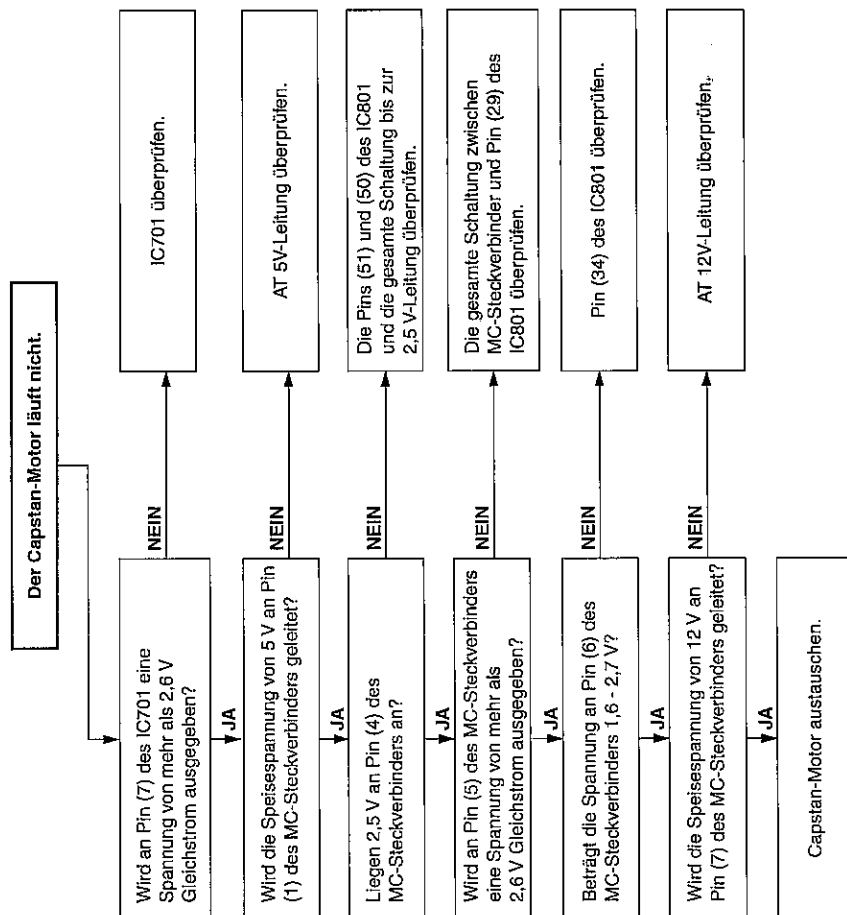 Der Capstan-Motor läuft nicht.
Wird an Pin (7) des IC701 eine
Spannung von mehr als 2,6 V
Gleichstrom ausgegeben?
NEIN
IC701 überprüfen.
JA
Wird die Speisespannung von 5 V an Pin
(1) des MC-Steckverbinders geleitet?
NEIN
AT 5V-Leitung überprüfen.
JA
Liegen 2,5 V an Pin (4) des
MC-Steckverbinders an?
NEIN
Die Pins (51) und (50) des IC801
und die gesamte Schaltung bis zur
2,5 V-Leitung überprüfen.
JA
Wird an Pin (5) des MC-Steckverbinders
eine Spannung von mehr als
2,6 V Gleichstrom ausgegeben?
NEIN
Die gesamte Schaltung zwischen
MC-Steckverbinder und Pin (29) des
IC801 überprüfen.
JA
Beträgt die Spannung an Pin (6) des
MC-Steckverbinders 1,6 - 2,7 V?
NEIN
Pin (34) des IC801 überprüfen.
JA
Wird die Speisespannung von 12 V an
Pin (7) des MC-Steckverbinders geleitet?
NEIN
AT 12V-Leitung überprüfen.
JA
Capstan-Motor austauschen.